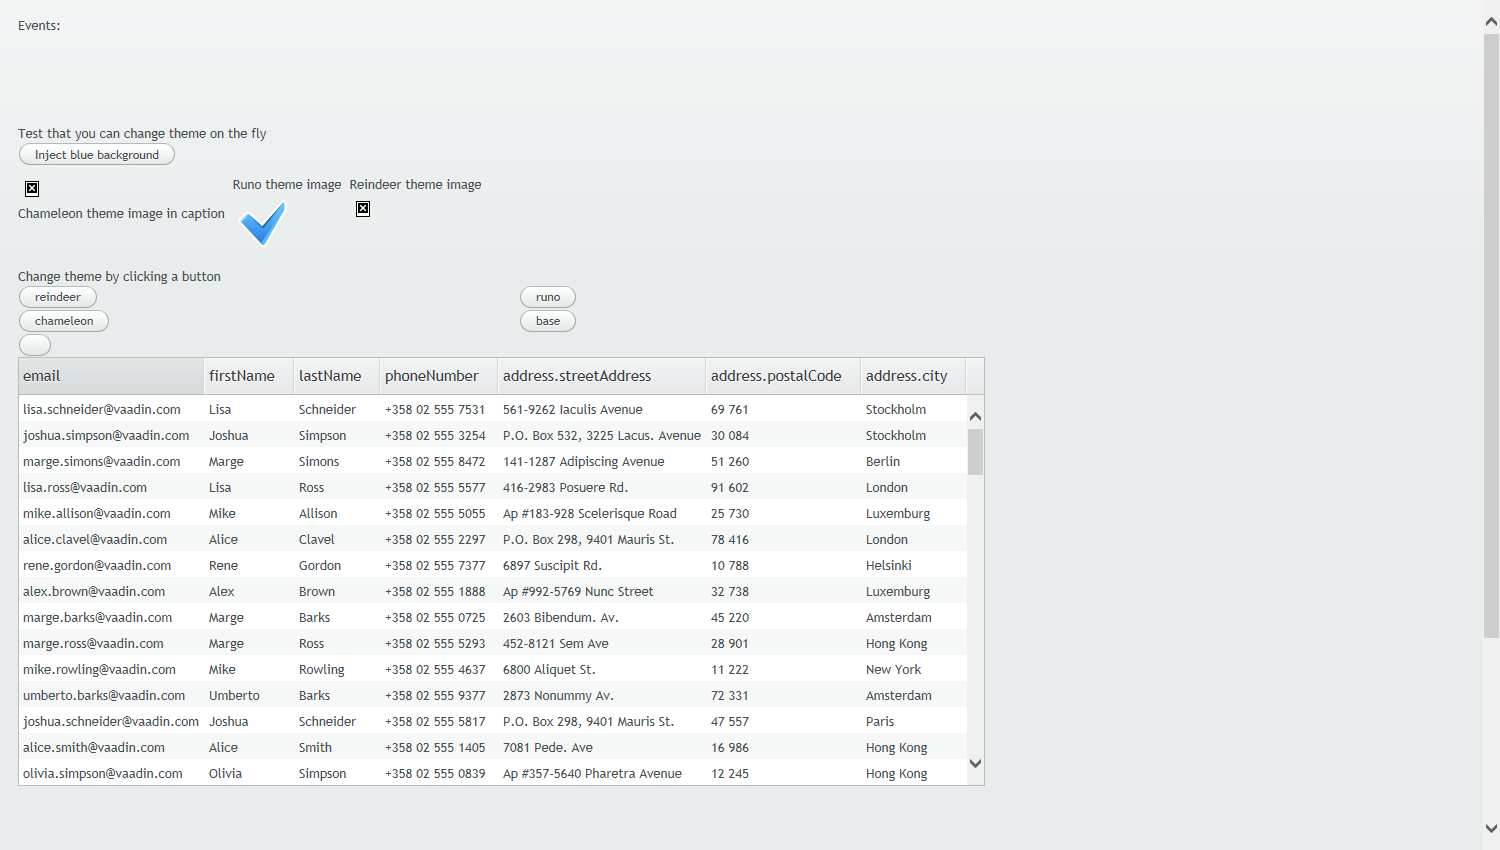 Events:
Test that you can change theme on the fly
Inject blue background
Runo theme image Reindeer theme image
Chameleon theme image in caption
Change theme by clicking a button
reindeer runo
chameleon base
email firstName lastName phoneNumber address.streetAddress address.postalCode address.city
lisa.schneider@vaadin.com Lisa Schneider +358 02 555 7531 561-9262 Iaculis Avenue 69 761 Stockholm
joshua.simpson@vaadin.com Joshua Simpson +358 02 555 3254 P.O. Box 532, 3225 Lacus. Avenue 30 084 Stockholm
marge.simons@vaadin.com Marge Simons +358 02 555 8472 141-1287 Adipiscing Avenue 51 260 Berlin
lisa.ross@vaadin.com Lisa Ross +358 02 555 5577 416-2983 Posuere Rd. 91 602 London
mike.allison@vaadin.com Mike Allison +358 02 555 5055 Ap #183-928 Scelerisque Road 25 730 Luxemburg
alice.clavel@vaadin.com Alice Clavel +358 02 555 2297 P.O. Box 298, 9401 Mauris St. 78 416 London
rene.gordon@vaadin.com Rene Gordon +358 02 555 7377 6897 Suscipit Rd. 10 788 Helsinki
alex.brown@vaadin.com Alex Brown +358 02 555 1888 Ap #992-5769 Nunc Street 32 738 Luxemburg
marge.barks@vaadin.com Marge Barks +358 02 555 0725 2603 Bibendum. Av. 45 220 Amsterdam
marge.ross@vaadin.com Marge Ross +358 02 555 5293 452-8121 Sem Ave 28 901 Hong Kong
mike.rowling@vaadin.com Mike Rowling +358 02 555 4637 6800 Aliquet St. 11 222 New York
umberto.barks@vaadin.com Umberto Barks +358 02 555 9377 2873 Nonummy Av. 72 331 Amsterdam
joshua.schneider@vaadin.com Joshua Schneider +358 02 555 5817 P.O. Box 298, 9401 Mauris St. 47 557 Paris
alice.smith@vaadin.com Alice Smith +358 02 555 1405 7081 Pede. Ave 16 986 Hong Kong
olivia.simpson@vaadin.com Olivia Simpson +358 02 555 0839 Ap #357-5640 Pharetra Avenue 12 245 Hong Kong